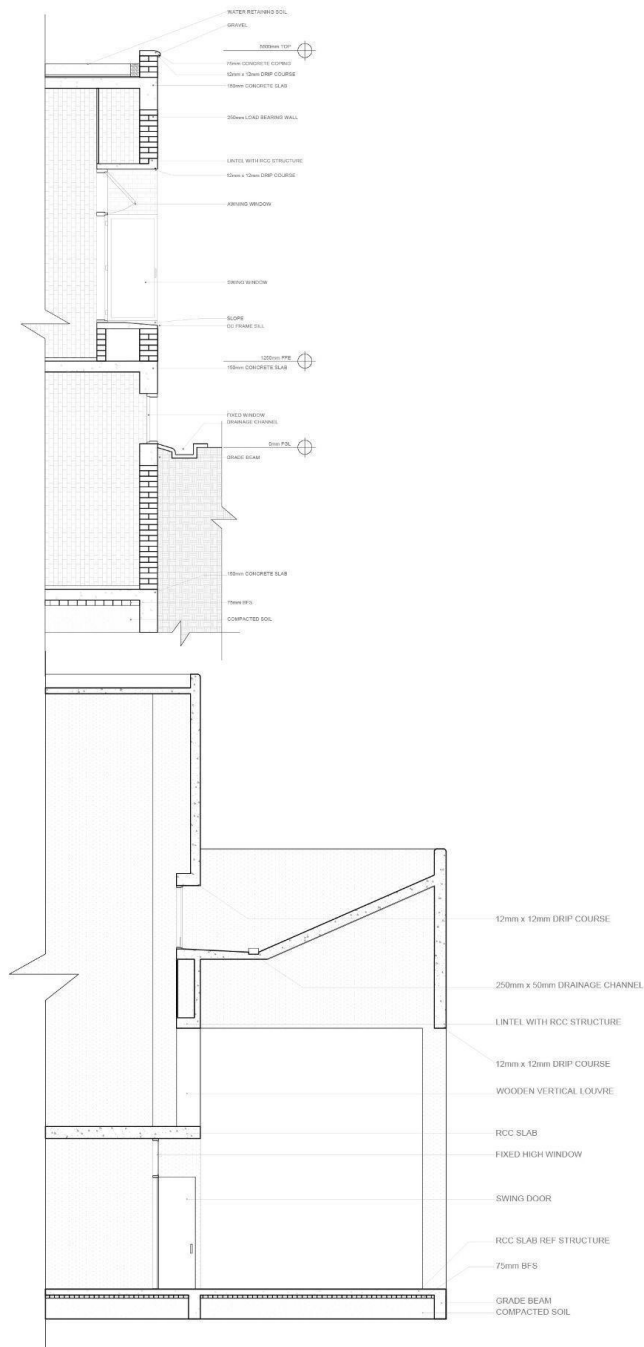 WATER RETAINING SOIL
GRAVEL
75mm CONCRETE COPING
12mm x 12mm DRIP COURSE
150mm CONCRETE SLAB
250mm LOAD BEARING WALL
LINTEL WITH RCC STRUCTURE
12mm x 12mm DRIP COURSE
AWNING WINDOW
SWING WINDOW
SLOPE
FRAME SILL
1200mm
150mm CONCRETE SLAB
FIXED WINDOW
DRAINAGE CHANNEL
0mm
GRADE BEAM
150mm CONCRETE SLAB
75mm BFS
COMPACTED SOIL
12mm x 12mm DRIP COURSE
250mm x 50mm DRAINAGE CHANNEL
LINTEL WITH RCC STRUCTURE
12mm x 12mm DRIP COURSE
WOODEN VERTICAL LOUVRE
RCC SLAB
FIXED HIGH WINDOW
SWING DOOR
RCC SLAB REF STRUCTURE
75mm BFS
GRADE BEAM
COMPACTED SOIL